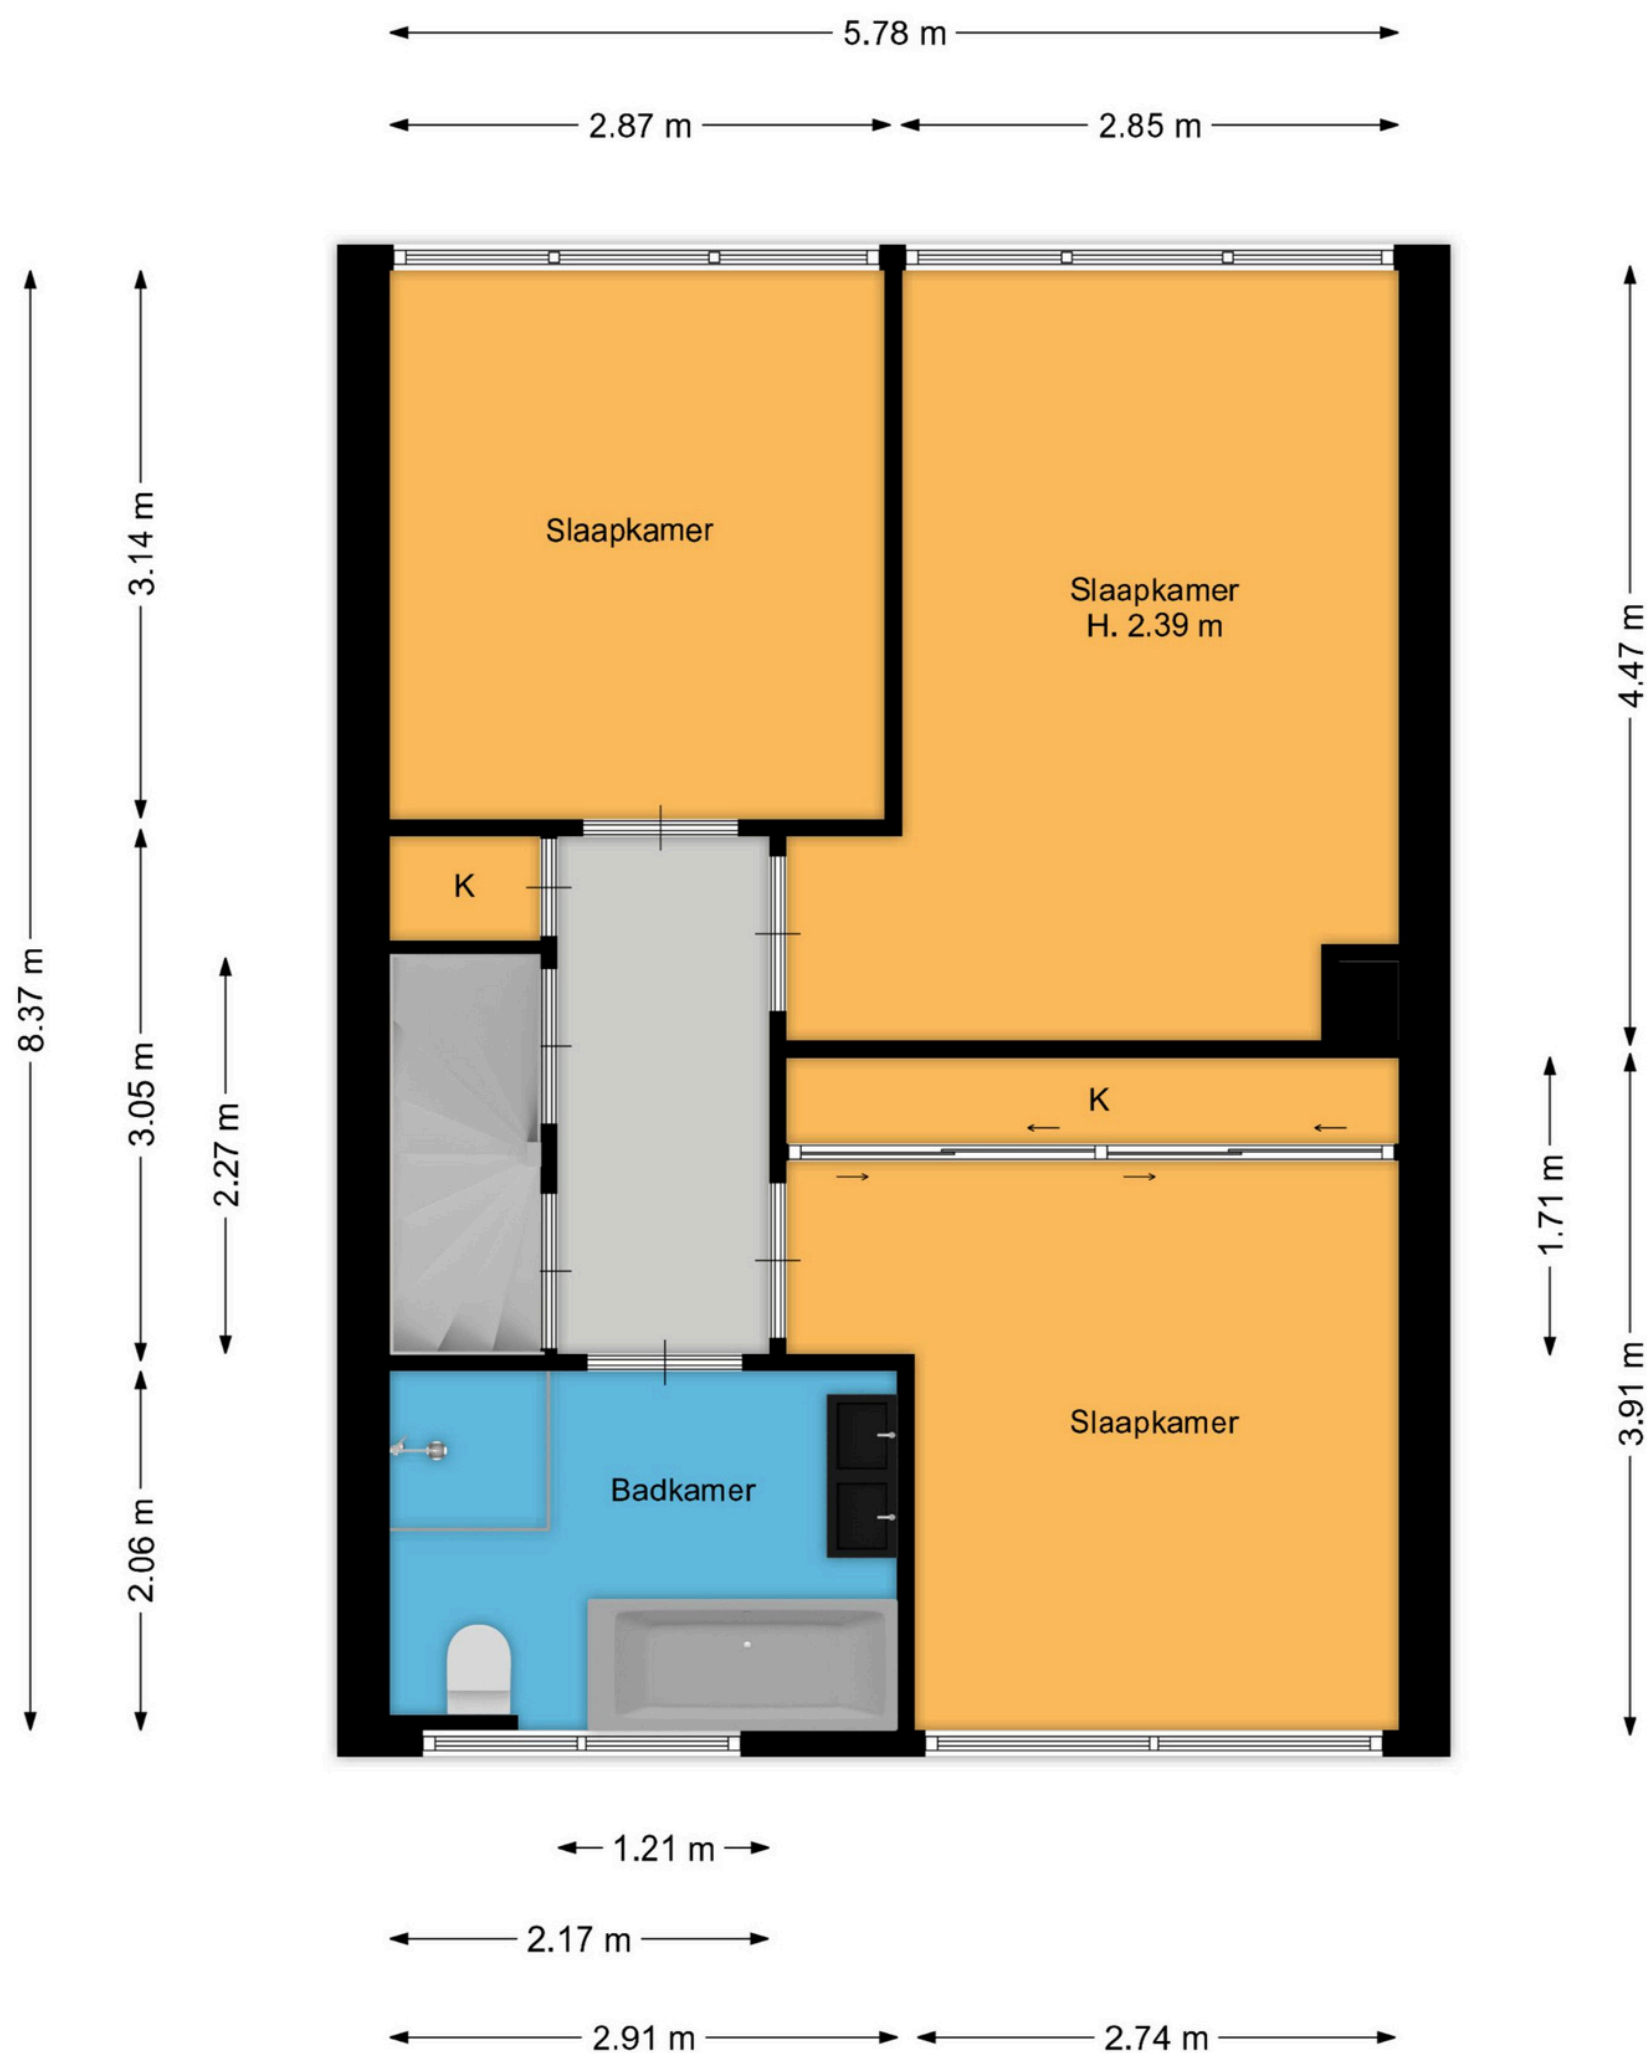 5.78 m
2.87 m
2.85 m
Slaapkamer
Slaapkamer
H. 2.39 m
3.14 m
4.47 m
K
8.37 m
3.05 m
2.27 m
K
1.71 m
3.91 m
Slaapkamer
Badkamer
2.06 m
1.21 m
2.17 m
2.91 m
2.74 m